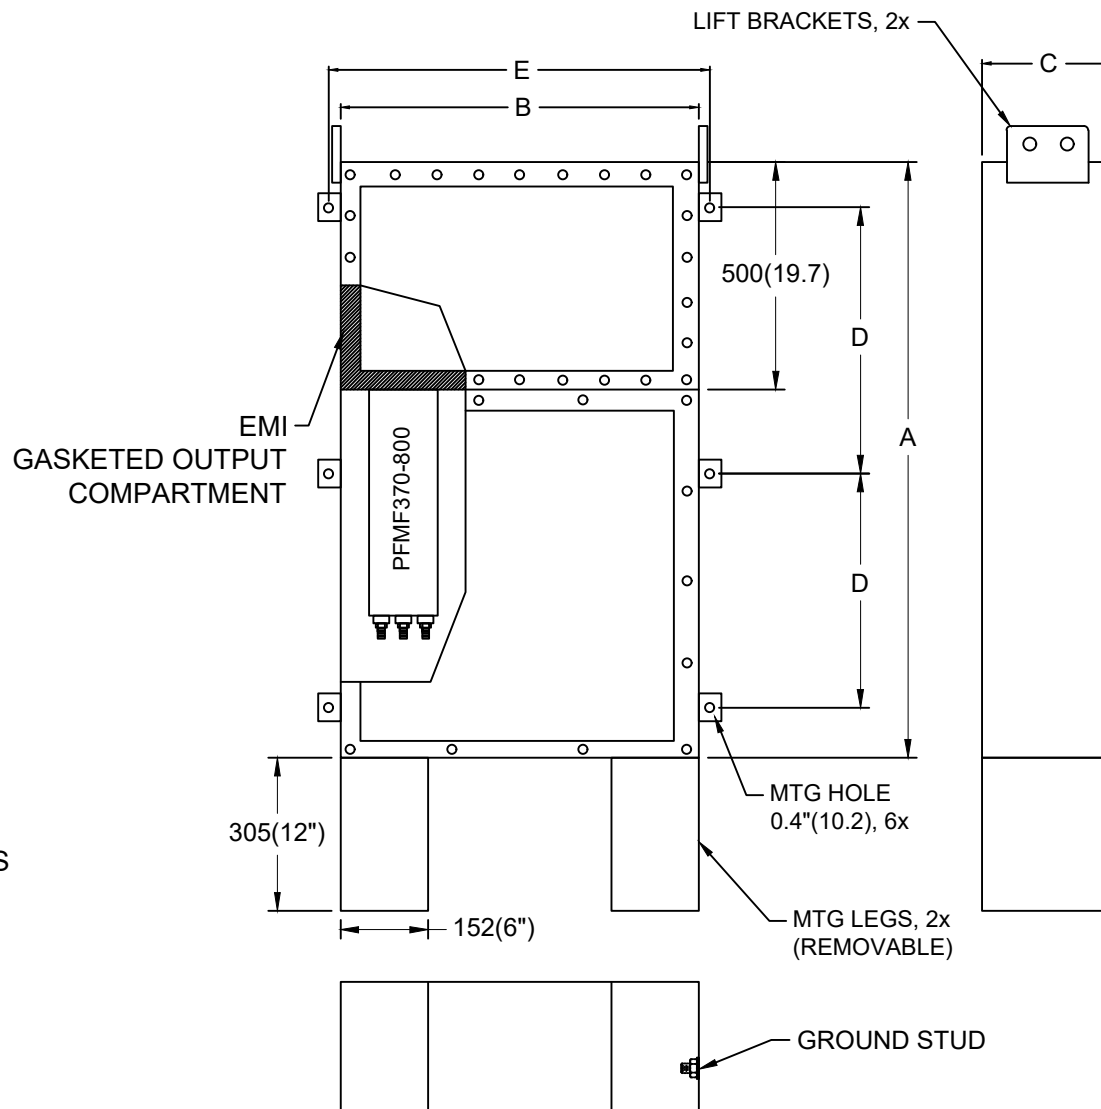 LIFT BRACKETS, 2x
C
E
B
500(19.7)
D
A
EMI
GASKETED OUTPUT
COMPARTMENT
PFMF370-800
D
MTG HOLE
0.4"(10.2), 6x
305(12")
S
152(6")
MTG LEGS, 2x
(REMOVABLE)
GROUND STUD